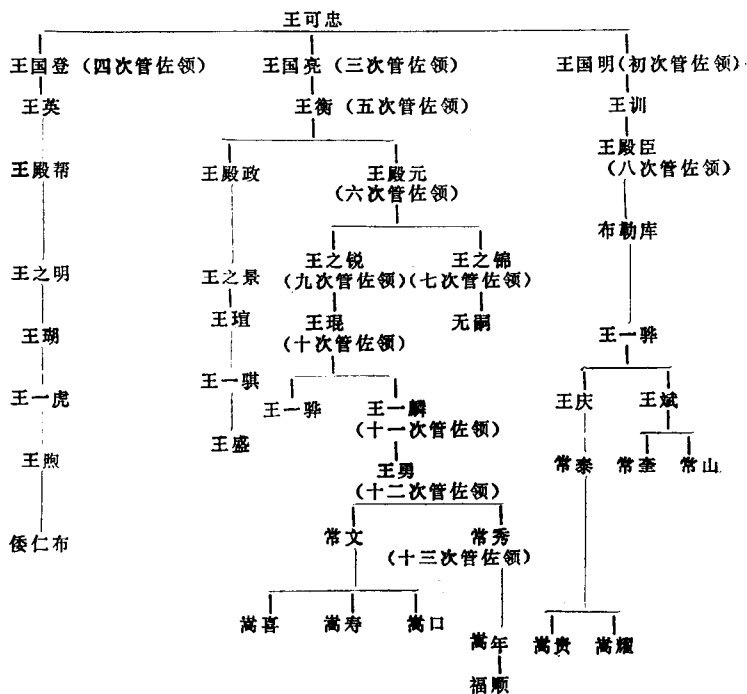 王可忠
王国登(四次管佐领) 王国亮(三次管佐领) 王国明(初次管佐领)
王英 王衡(五次管佐领) 王训
王殿臣
王殿帮 王殿政 王殿元 (八次管佐领)
(六次管佐领)
布勒库
王之锐 王之锦
王之明 王之景 (九次管佐领) (七次管佐领)
王瑄 王琨 无嗣
王瑚 (十次管佐领) 王一骅
王一骐
王一虎 王一骅 王一麟 王庆 王斌
(十一次管佐领)
王盛
王煦 王勇 常泰 常奎 常山
(十二次管佐领)
倭仁布 常文 常秀
(十三次管佐领)
嵩喜 嵩寿 嵩口 嵩年 嵩贵 嵩耀
福顺